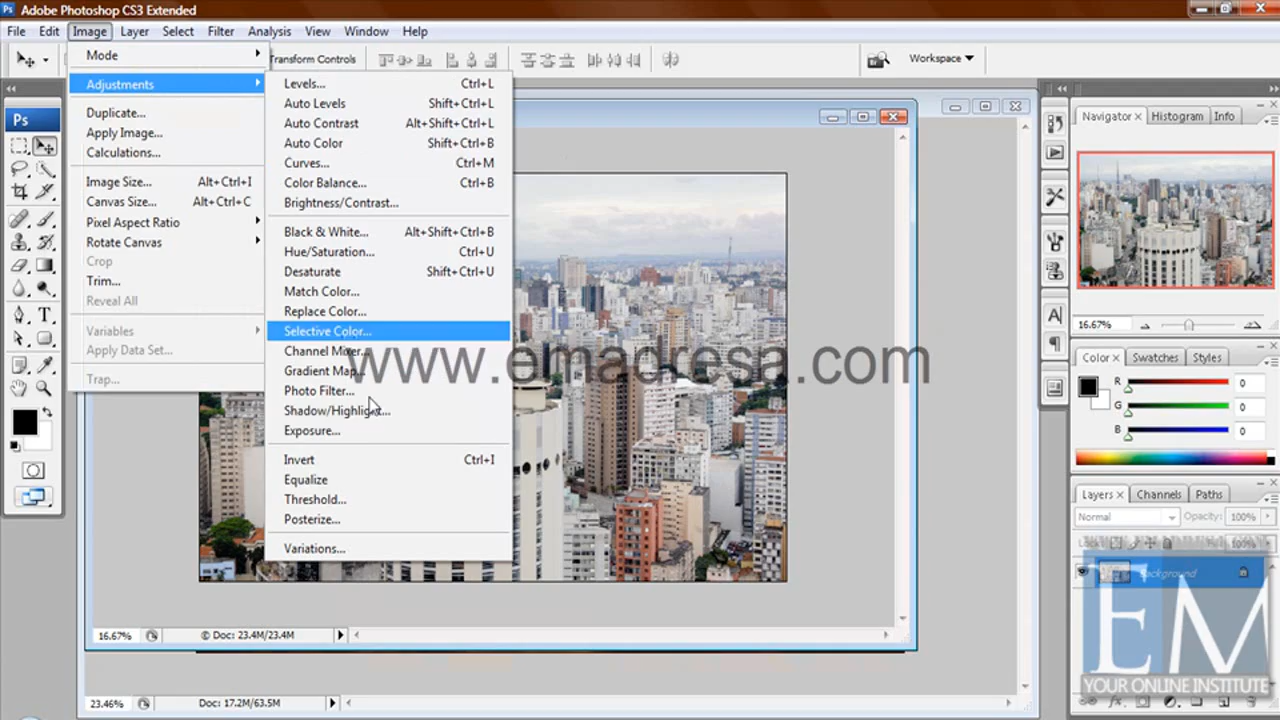 Adobe Photoshop CS3 Extended
File Edit Image Layer Select Filter Analysis View Window Help
Transform Controls
Workspace
Mode
Adjustments
Duplicate...
Apply Image...
Calculations...
Image Size... Alt+Ctrl+I
Canvas Size... Alt+Ctrl+C
Pixel Aspect Ratio
Rotate Canvas
Crop
Trim...
Reveal All
Variables
Apply Data Set...
Trap...
Levels... Ctrl+L
Auto Levels Shift+Ctrl+L
Auto Contrast Alt+Shift+Ctrl+L
Auto Color Shift+Ctrl+B
Curves... Ctrl+M
Color Balance... Ctrl+B
Brightness/Contrast...
Black & White... Alt+Shift+Ctrl+B
Hue/Saturation... Ctrl+U
Desaturate Shift+Ctrl+U
Match Color...
Replace Color...
Selective Color...
Channel Mixer...
Gradient Map...
Photo Filter...
Shadow/Highlight...
Exposure...
Invert Ctrl+I
Equalize
Threshold...
Posterize...
Variations...
www.emadresa.com
Ps
T
16.67% © Doc: 23.4M/23.4M
23.46% Doc: 17.2M/63.5M
Navigator × Histogram Info
16.67%
Color × Swatches Styles
R 0
G 0
B 0
Layers × Channels Paths
Normal Opacity: 100%
Lock: 100%
Background
EM
YOUR ONLINE INSTITUTE